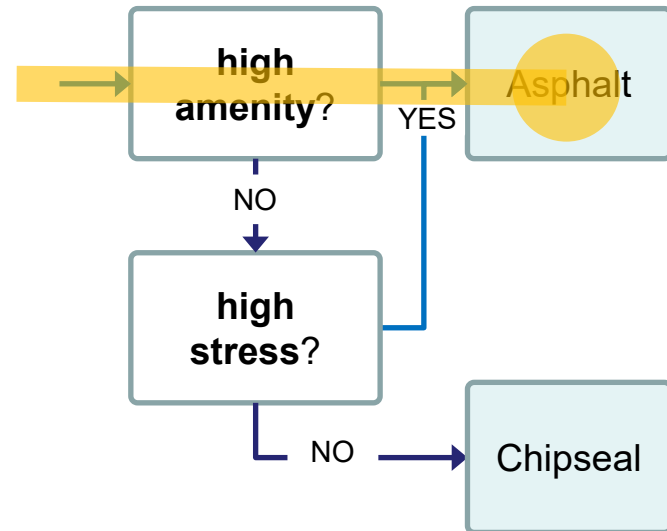 high
amenity?
Asphalt
YES
NO
high
stress?
NO
Chipseal